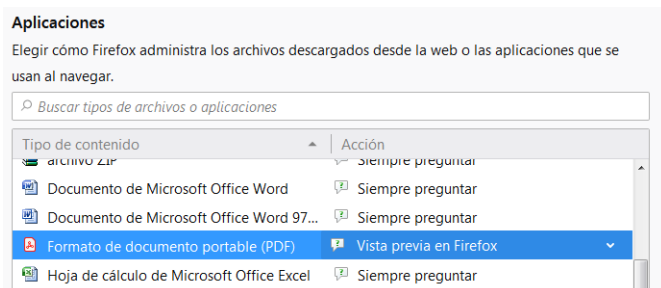 Aplicaciones
Elegir cómo Firefox administra los archivos descargados desde la web o las aplicaciones que se
usan al navegar.
Buscar tipos de archivos o aplicaciones
Tipo de contenido Acción
archivo ZIP Siempre preguntar
Documento de Microsoft Office Word Siempre preguntar
Documento de Microsoft Office Word 97... Siempre preguntar
Formato de documento portable (PDF) Vista previa en Firefox
Hoja de cálculo de Microsoft Office Excel Siempre preguntar